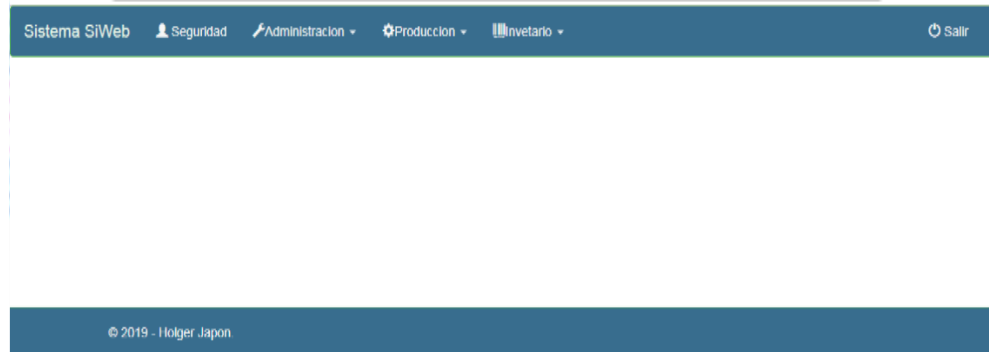 Sistema SiWeb Seguridad Administracion Produccion Invetario Salir
© 2019 - Holger Japon.